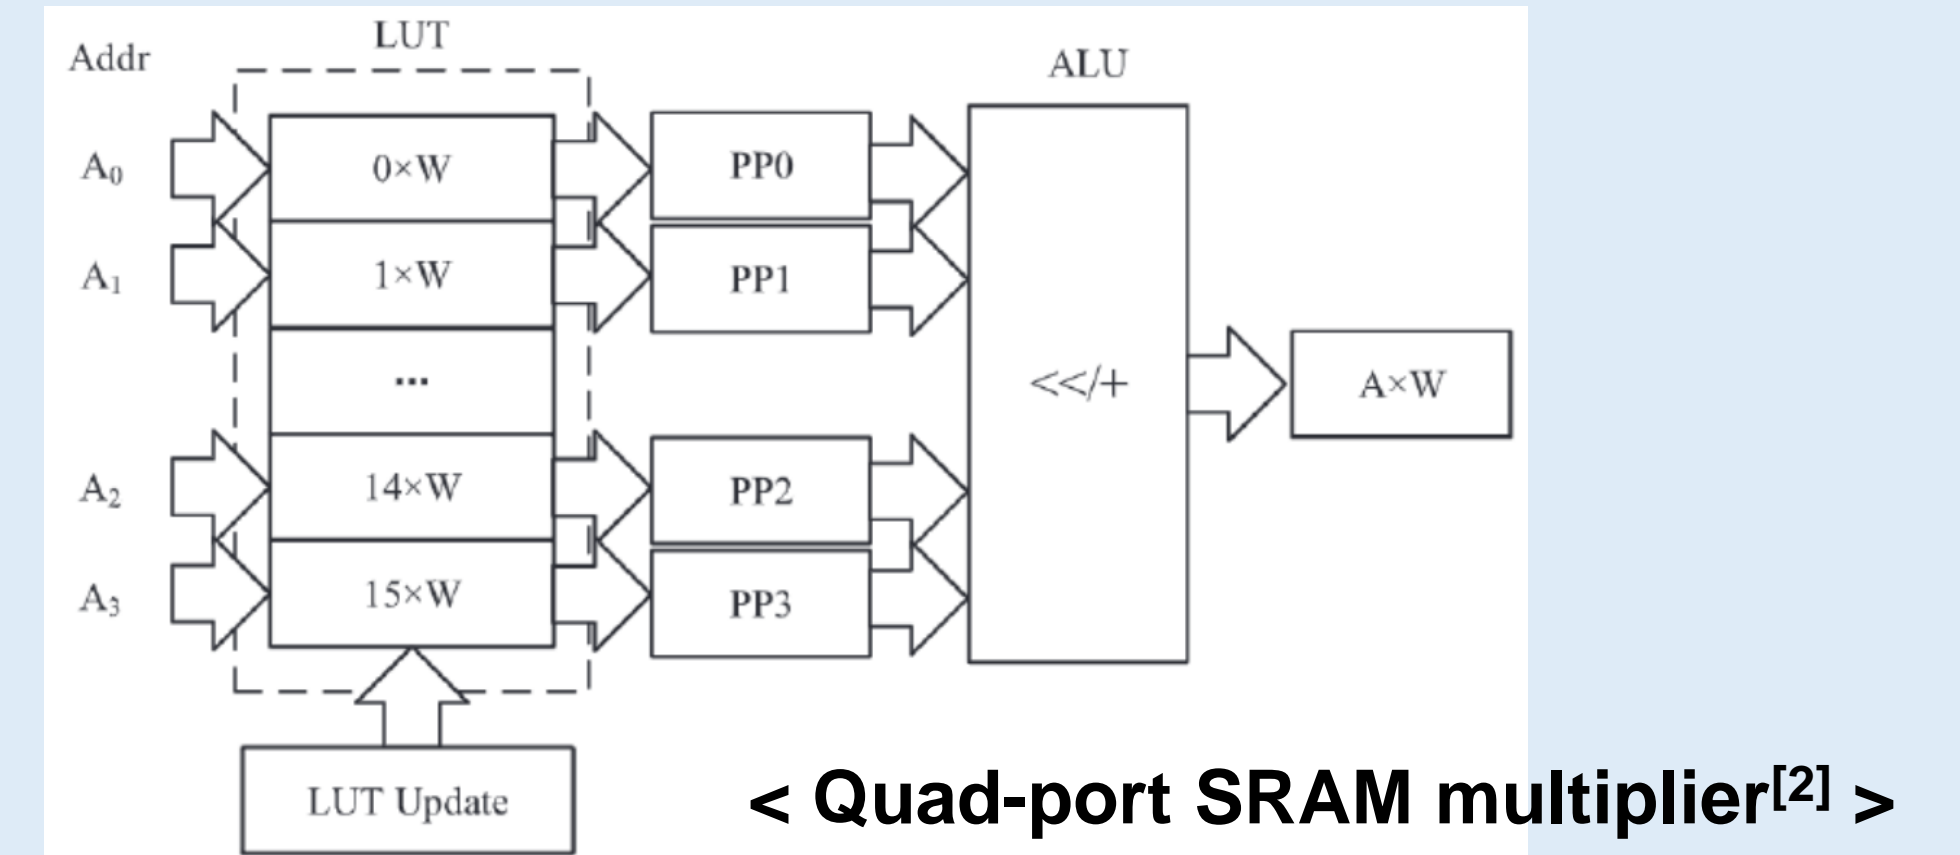 LUT
Addr
ALU
A₀
0×W
PP0
A₁
1×W
PP1
...
<</+
A×W
A₂
14×W
PP2
A₃
15×W
PP3
LUT Update
< Quad-port SRAM multiplier[2] >